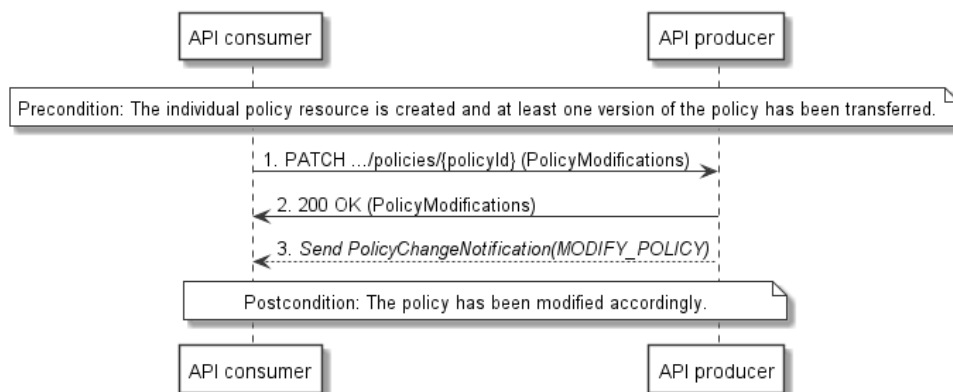 API consumer
API producer
Precondition: The individual policy resource is created and at least one version of the policy has been transferred.
1. PATCH .../policies/{policyId} (PolicyModifications)
2. 200 OK (PolicyModifications)
3. Send PolicyChangeNotification(MODIFY_POLICY)
Postcondition: The policy has been modified accordingly.
API consumer
API producer